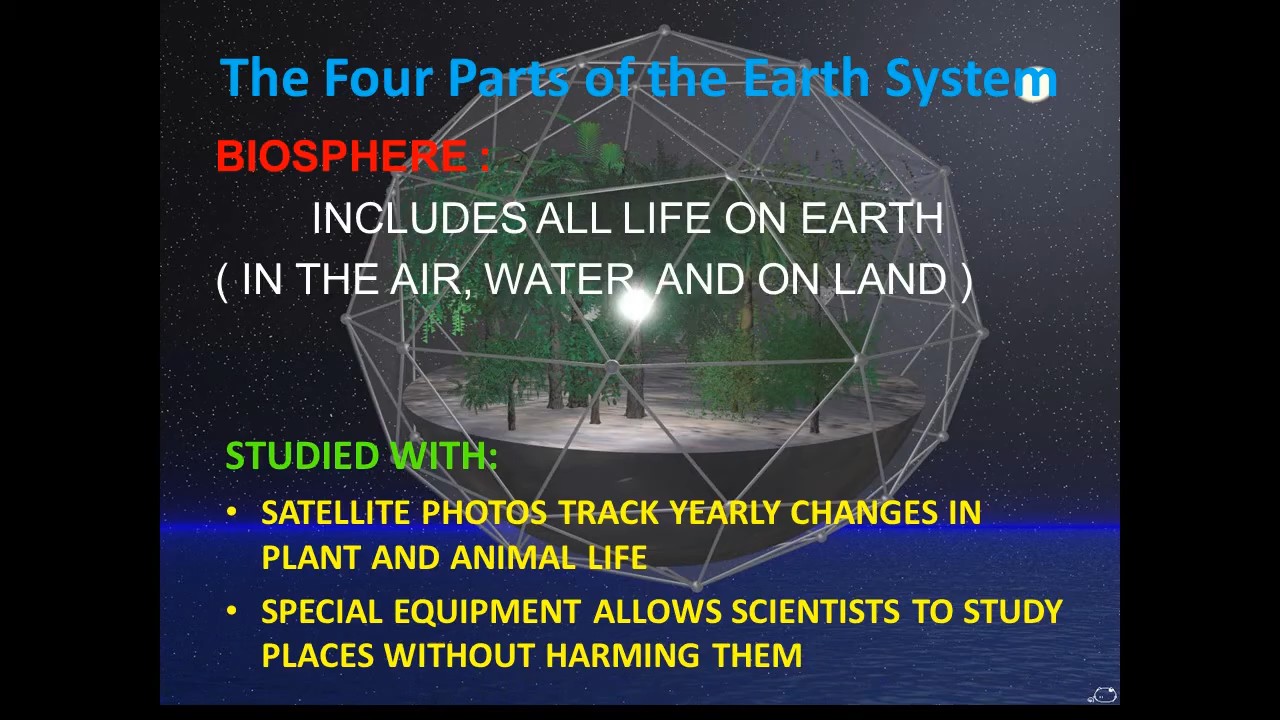 The Four Parts of the Earth System
BIOSPHERE :
INCLUDES ALL LIFE ON EARTH
( IN THE AIR, WATER, AND ON LAND )
STUDIED WITH:
• SATELLITE PHOTOS TRACK YEARLY CHANGES IN
PLANT AND ANIMAL LIFE
• SPECIAL EQUIPMENT ALLOWS SCIENTISTS TO STUDY
PLACES WITHOUT HARMING THEM